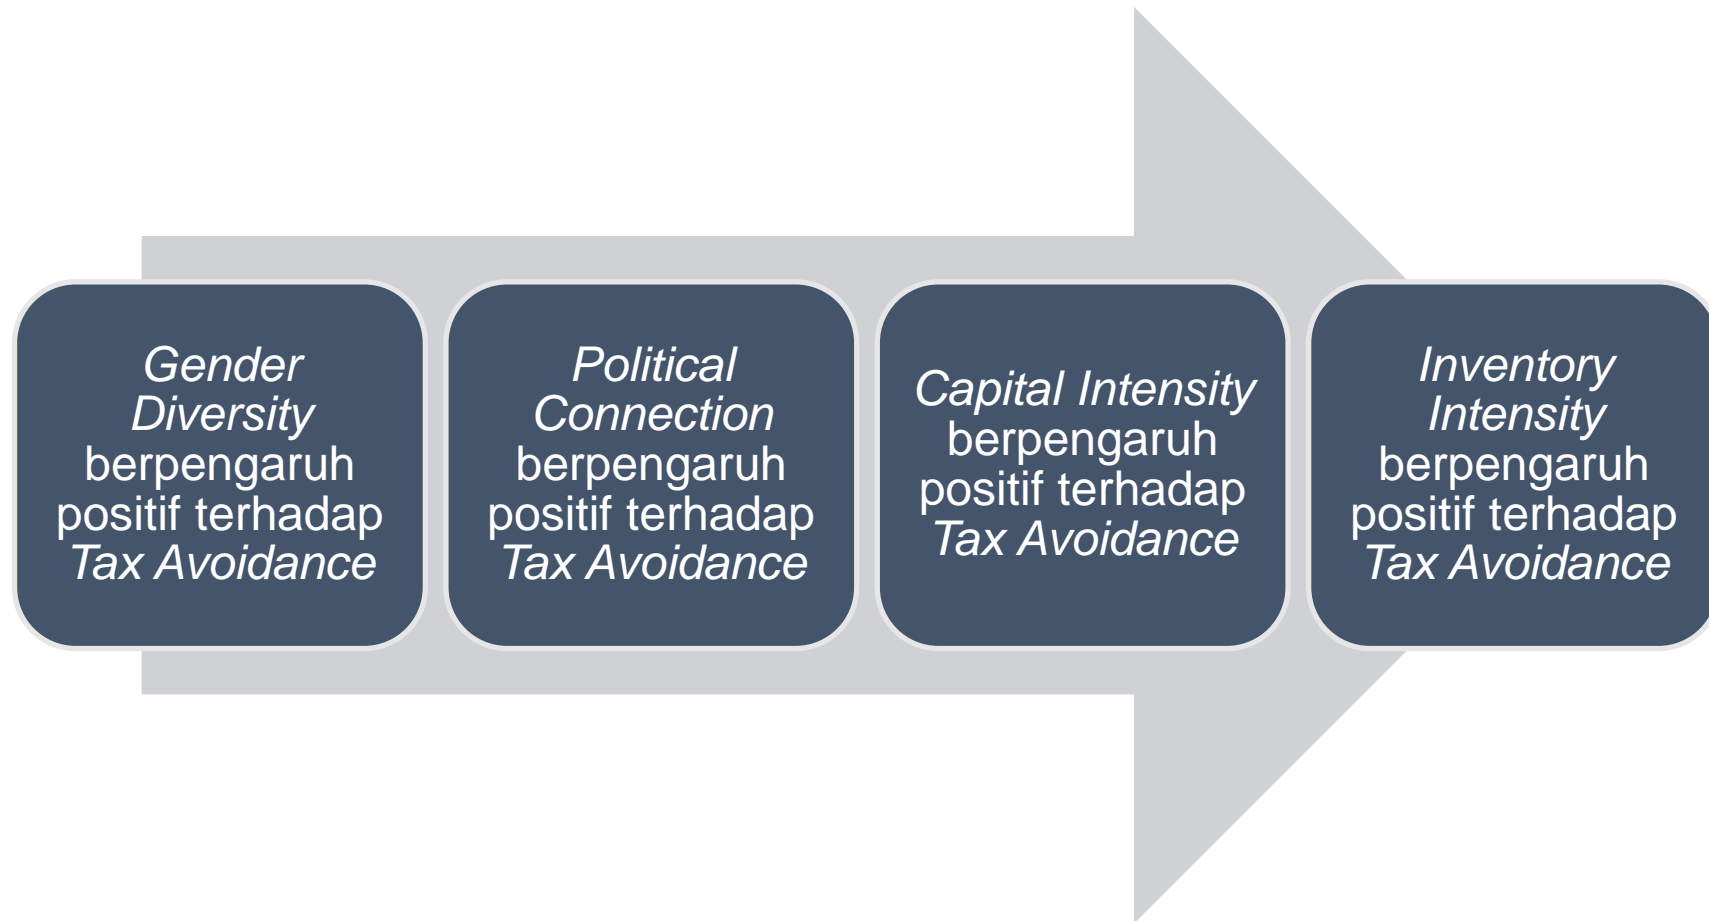 Gender
Diversity
berpengaruh
positif terhadap
Tax Avoidance
Political
Connection
berpengaruh
positif terhadap
Tax Avoidance
Capital Intensity
berpengaruh
positif terhadap
Tax Avoidance
Inventory
Intensity
berpengaruh
positif terhadap
Tax Avoidance